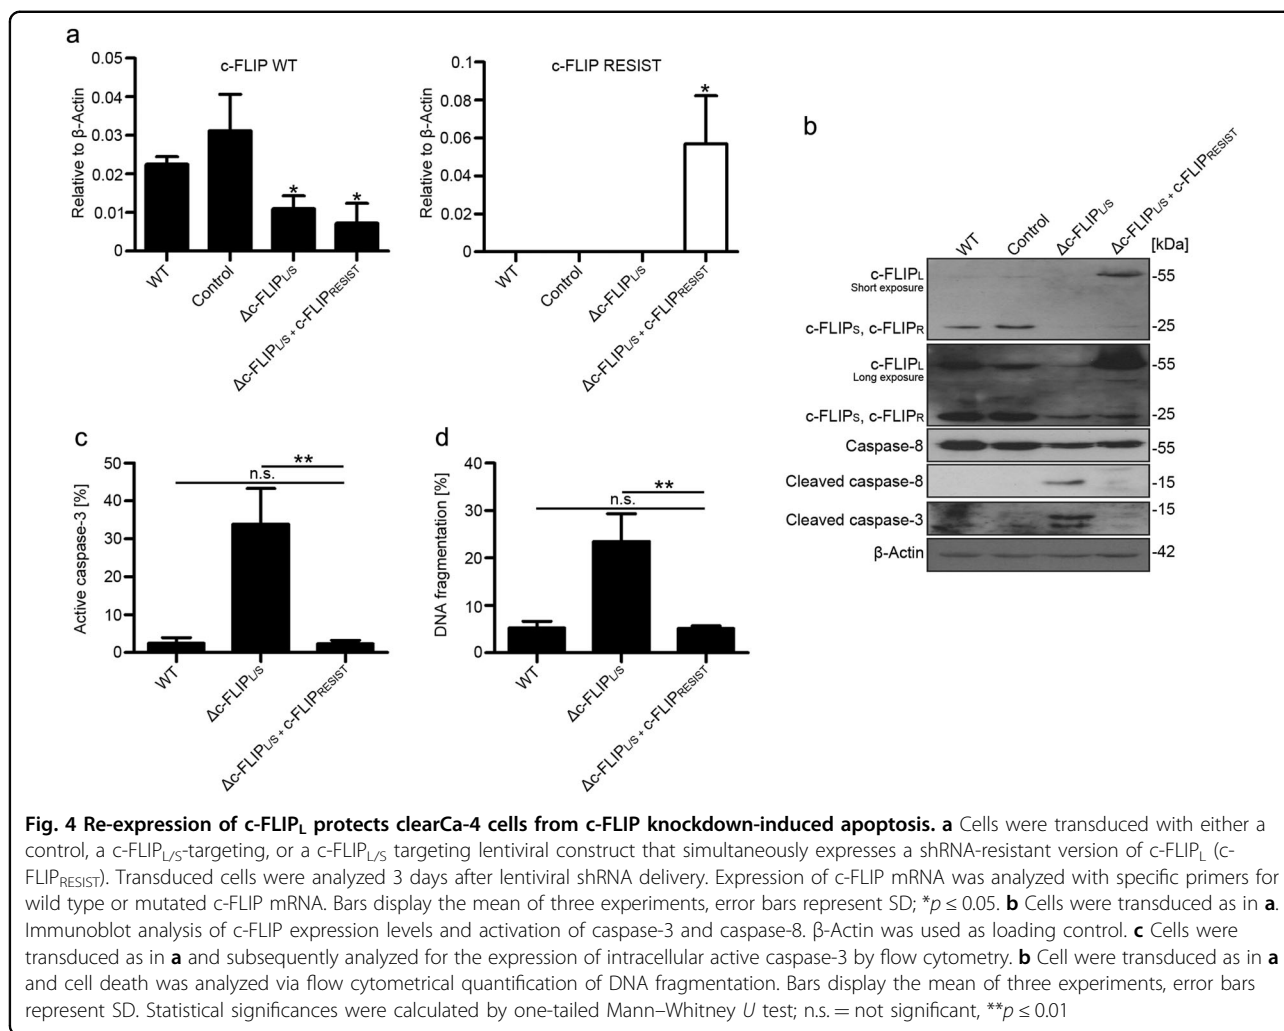 a
c-FLIP WT
Relative to β-Actin
0.05
0.04
0.03
0.02
0.01
0
*
*
WT
Control
Δc-FLIPL/S
Δc-FLIPL/S + c-FLIPRESIST
c-FLIP RESIST
Relative to β-Actin
0.1
0.08
0.06
0.04
0.02
0
*
WT
Control
Δc-FLIPL/S
Δc-FLIPL/S + c-FLIPRESIST
b
WT
Control
Δc-FLIPL/S
Δc-FLIPL/S + c-FLIPRESIST
[kDa]
c-FLIPL
Short exposure
-55
c-FLIPS, c-FLIPR
-25
c-FLIPL
Long exposure
-55
c-FLIPS, c-FLIPR
-25
Caspase-8
-55
Cleaved caspase-8
-15
Cleaved caspase-3
-15
β-Actin
-42
c
Active caspase-3 [%]
50
40
30
20
10
0
**
n.s.
WT
Δc-FLIPL/S
Δc-FLIPL/S + c-FLIPRESIST
d
DNA fragmentation [%]
40
30
20
10
0
**
n.s.
WT
Δc-FLIPL/S
Δc-FLIPL/S + c-FLIPRESIST
Fig. 4 Re-expression of c-FLIPL protects clearCa-4 cells from c-FLIP knockdown-induced apoptosis. a Cells were transduced with either a
control, a c-FLIPL/S-targeting, or a c-FLIPL/S targeting lentiviral construct that simultaneously expresses a shRNA-resistant version of c-FLIPL (c-
FLIPRESIST). Transduced cells were analyzed 3 days after lentiviral shRNA delivery. Expression of c-FLIP mRNA was analyzed with specific primers for
wild type or mutated c-FLIP mRNA. Bars display the mean of three experiments, error bars represent SD; *p ≤ 0.05. b Cells were transduced as in a.
Immunoblot analysis of c-FLIP expression levels and activation of caspase-3 and caspase-8. β-Actin was used as loading control. c Cells were
transduced as in a and subsequently analyzed for the expression of intracellular active caspase-3 by flow cytometry. b Cell were transduced as in a
and cell death was analyzed via flow cytometrical quantification of DNA fragmentation. Bars display the mean of three experiments, error bars
represent SD. Statistical significances were calculated by one-tailed Mann–Whitney U test; n.s. = not significant, **p ≤ 0.01